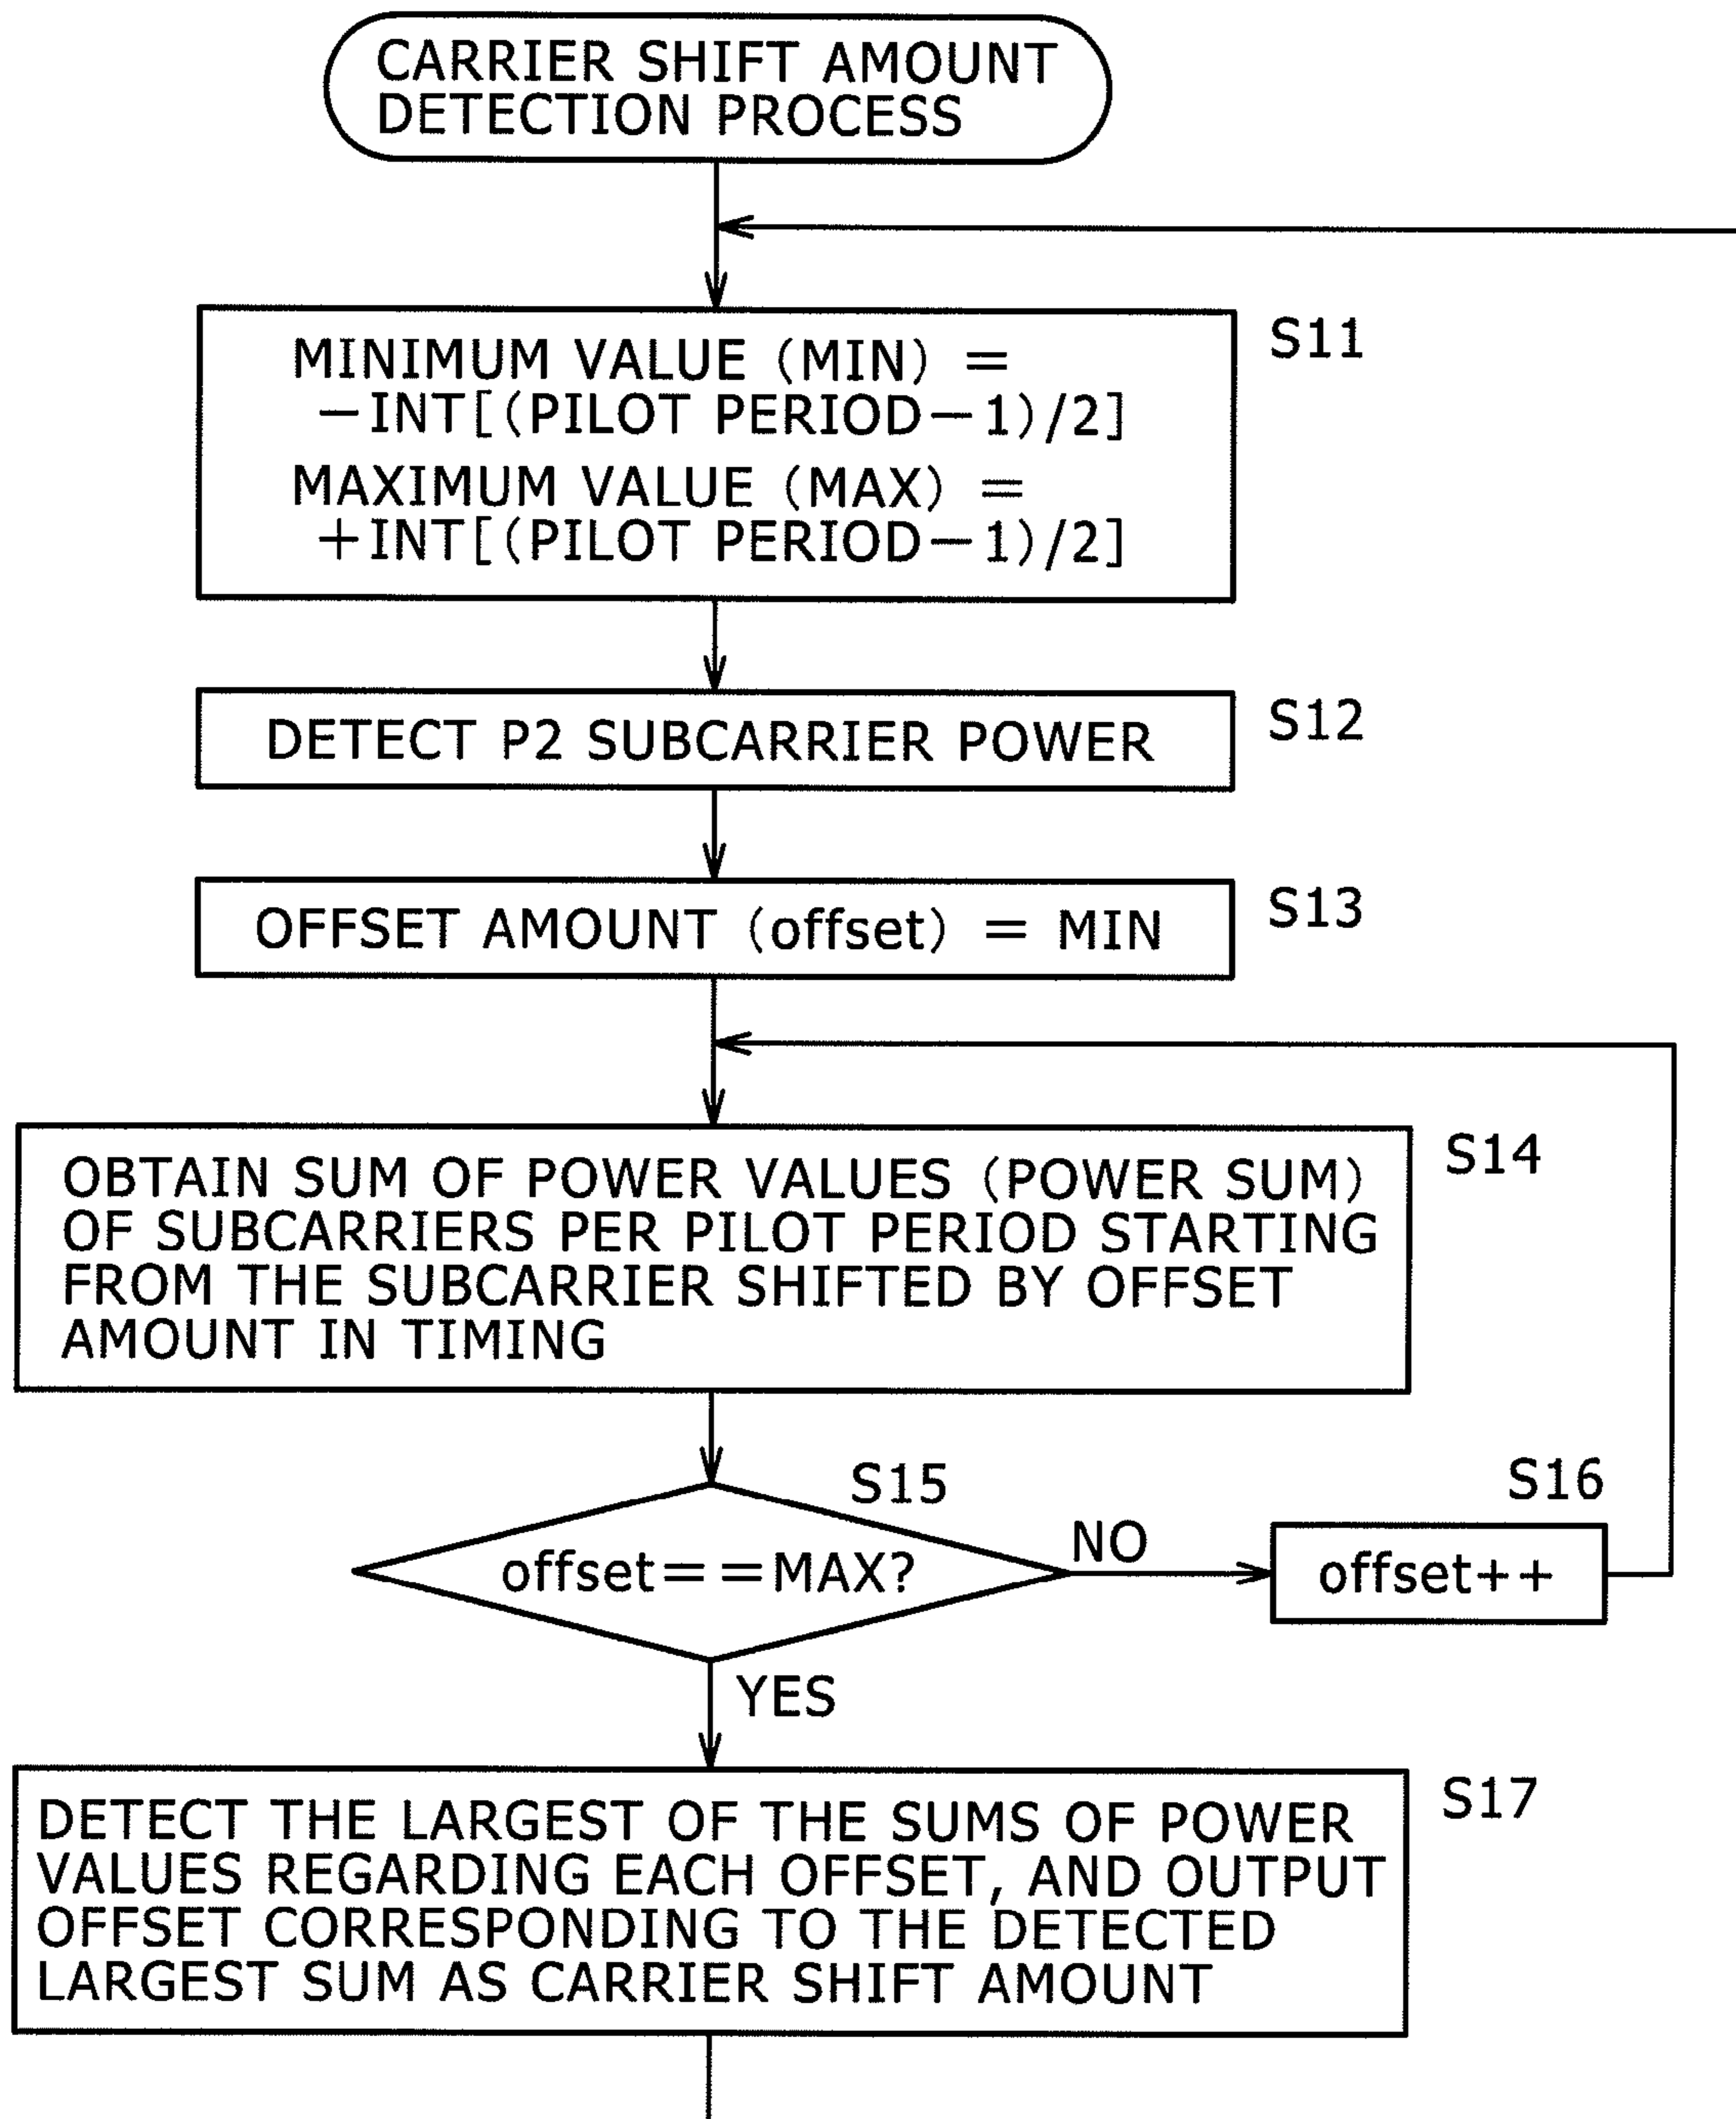 CARRIER SHIFT AMOUNT
DETECTION PROCESS
S11
MINIMUM VALUE (MIN) =
−INT[(PILOT PERIOD−1)/2]
MAXIMUM VALUE (MAX) =
+INT[(PILOT PERIOD−1)/2]
S12
DETECT P2 SUBCARRIER POWER
S13
OFFSET AMOUNT (offset) = MIN
S14
OBTAIN SUM OF POWER VALUES (POWER SUM)
OF SUBCARRIERS PER PILOT PERIOD STARTING
FROM THE SUBCARRIER SHIFTED BY OFFSET
AMOUNT IN TIMING
S15
offset==MAX?
NO
S16
offset++
YES
S17
DETECT THE LARGEST OF THE SUMS OF POWER
VALUES REGARDING EACH OFFSET, AND OUTPUT
OFFSET CORRESPONDING TO THE DETECTED
LARGEST SUM AS CARRIER SHIFT AMOUNT